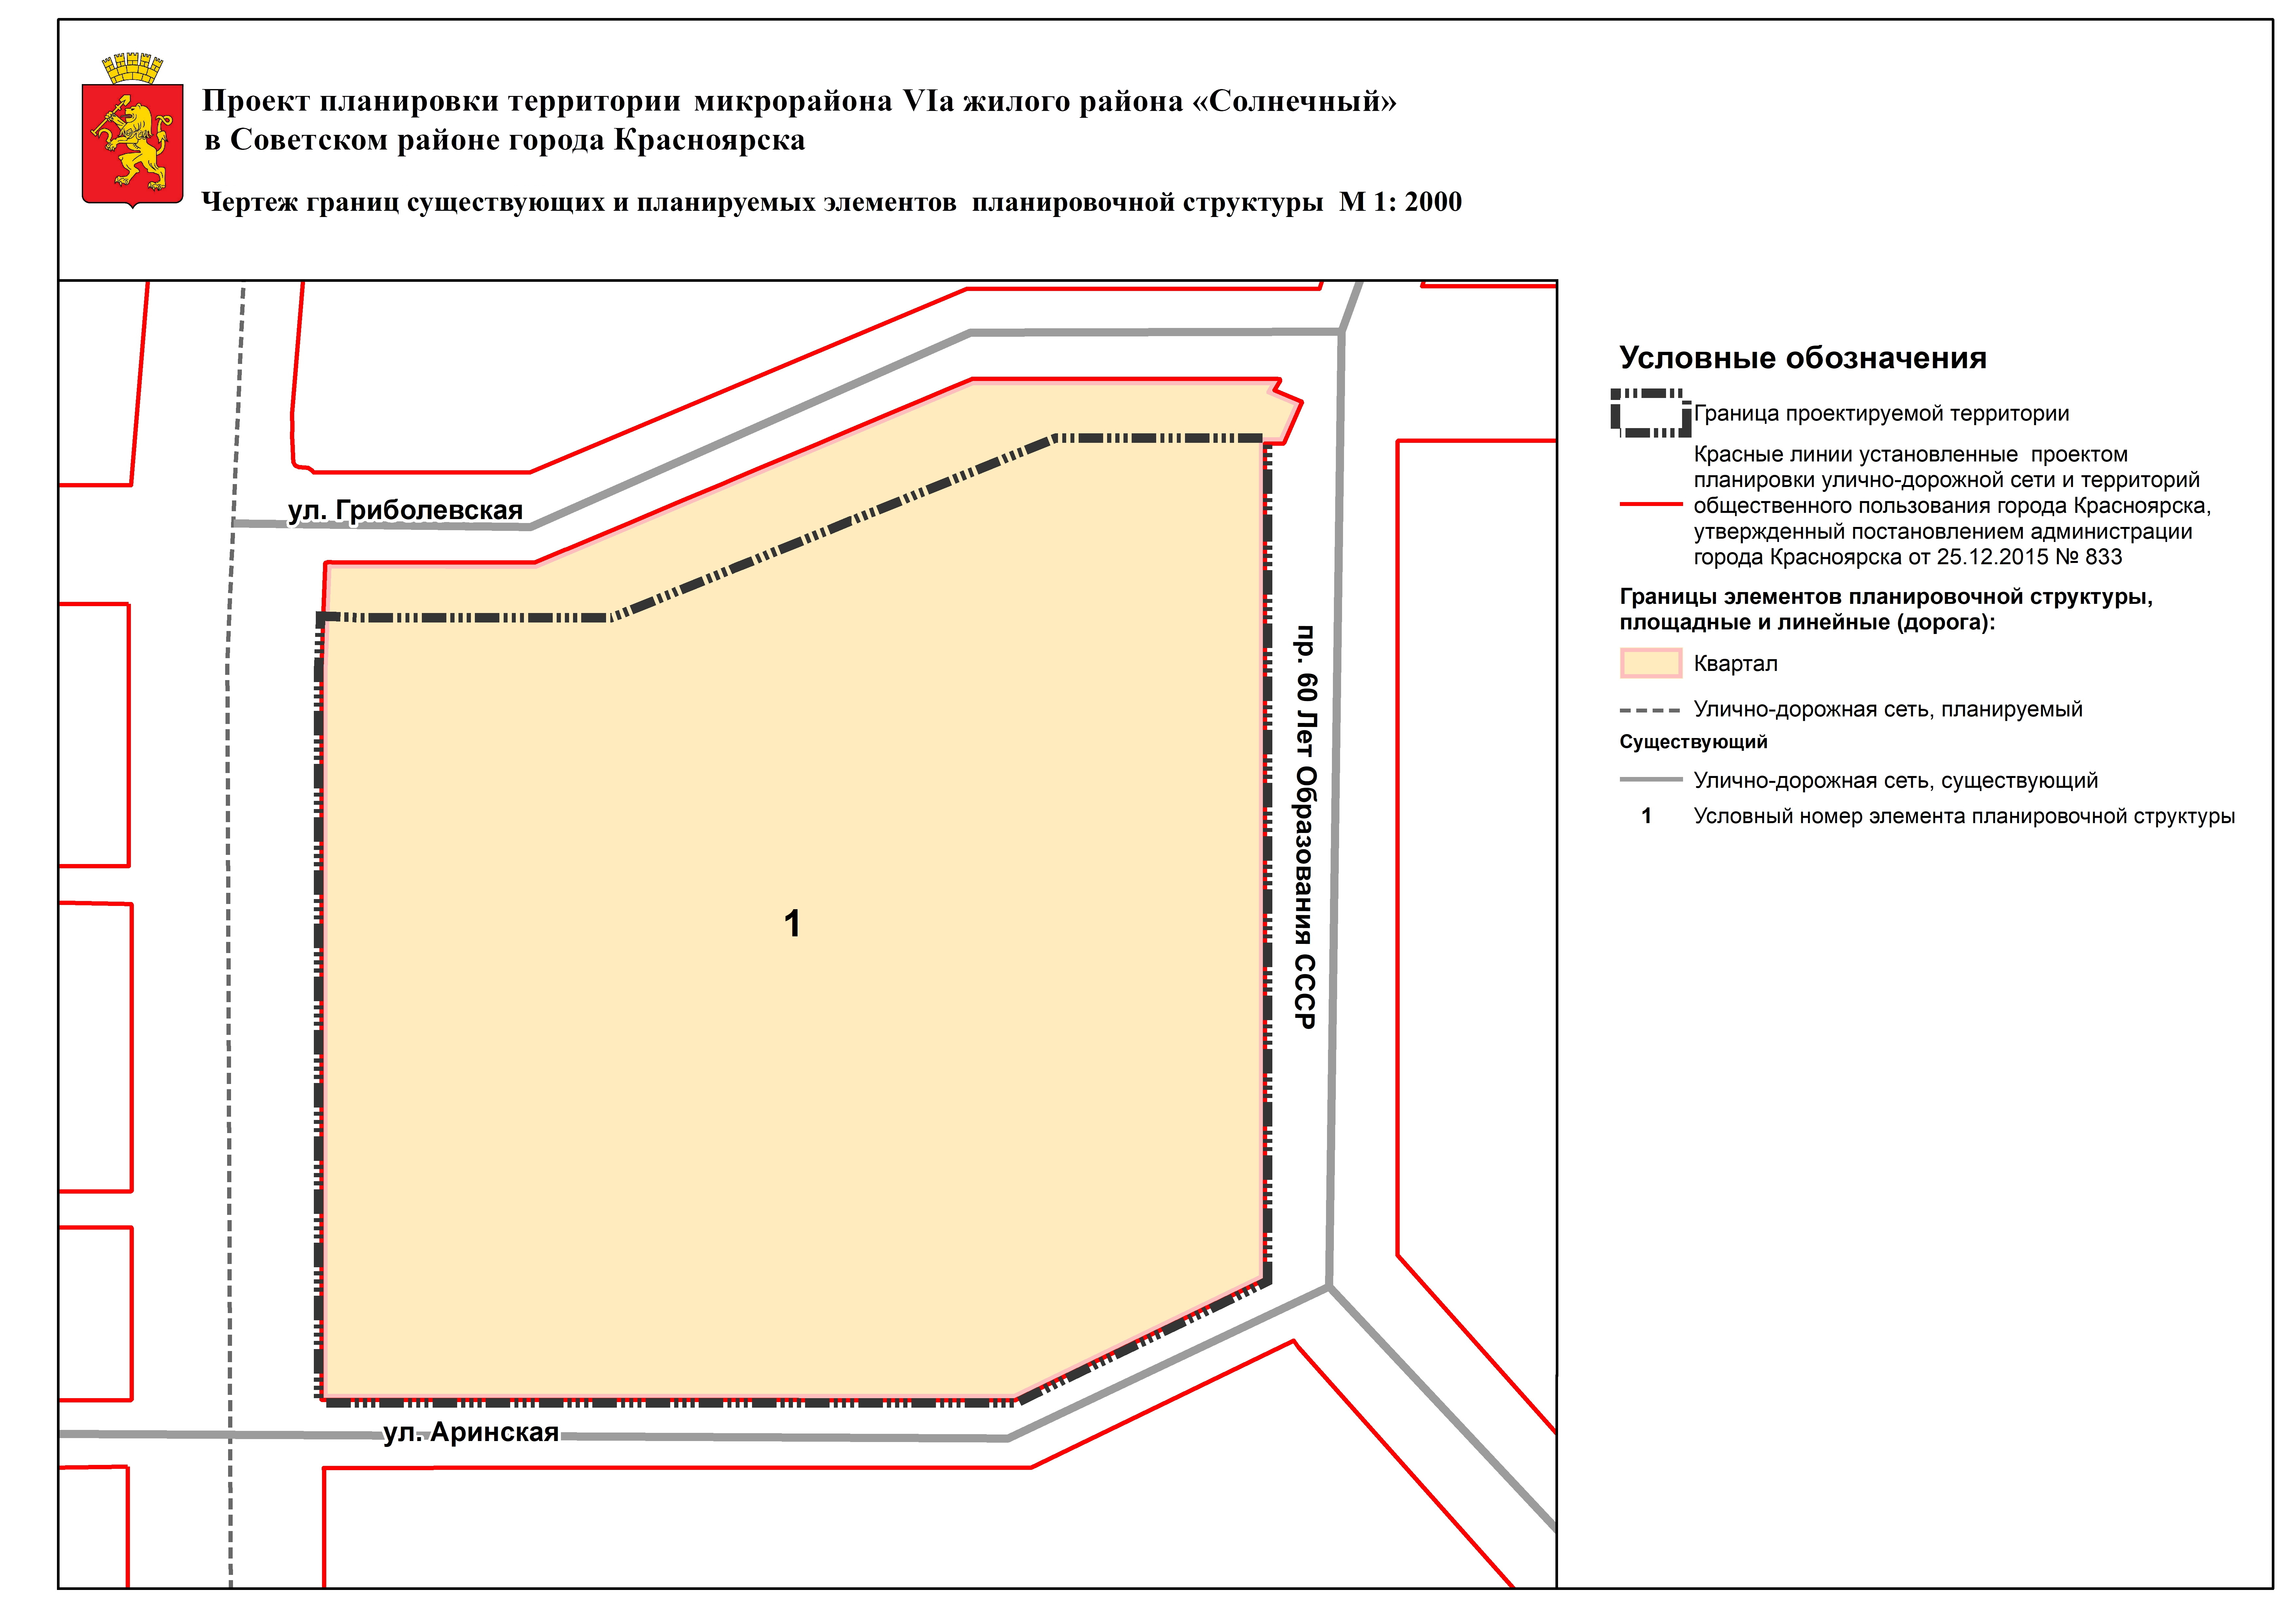 Проект планировки территории микрорайона VIа жилого района «Солнечный»
в Советском районе города Красноярска
Чертеж границ существующих и планируемых элементов планировочной структуры М 1: 2000
ул. Гриболевская
пр. 60 Лет Образования СССР
1
ул. Аринская
Условные обозначения
Граница проектируемой территории
Красные линии установленные проектом
планировки улично-дорожной сети и территорий
общественного пользования города Красноярска,
утвержденный постановлением администрации
города Красноярска от 25.12.2015 № 833
Границы элементов планировочной структуры,
площадные и линейные (дорога):
Квартал
Улично-дорожная сеть, планируемый
Существующий
Улично-дорожная сеть, существующий
1 Условный номер элемента планировочной структуры